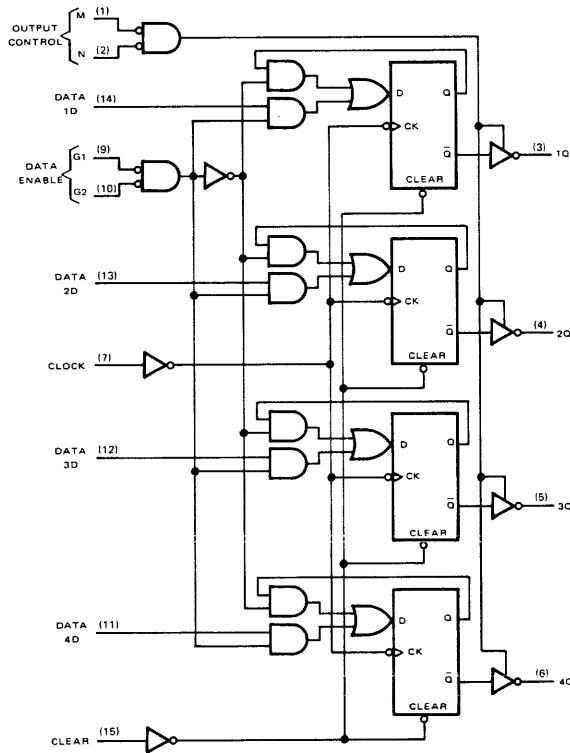 OUTPUT CONTROL
M (1)
N (2)
DATA 1D (14)
D Q
CK
Q̅
CLEAR
(3) 1Q
DATA ENABLE
G1 (9)
G2 (10)
DATA 2D (13)
D Q
CK
Q̅
CLEAR
(4) 2Q
CLOCK (7)
DATA 3D (12)
D Q
CK
Q̅
CLEAR
(5) 3Q
DATA 4D (11)
D Q
CK
Q̅
CLEAR
(6) 4Q
CLEAR (15)